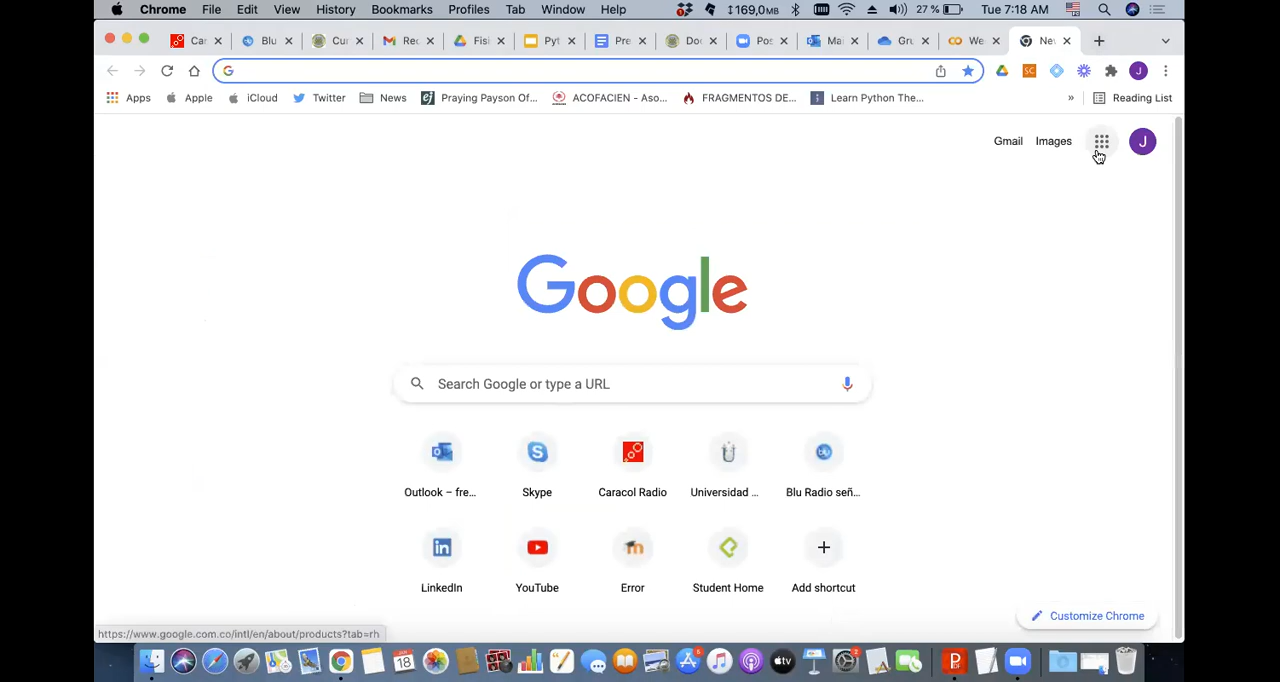 Chrome File Edit View History Bookmarks Profiles Tab Window Help 169,0MB 27 % Tue 7:18 AM
Car Blu Cur Rec Fisi Pyt Pre Doc Pos Mai Gru We New
Apps Apple iCloud Twitter News Praying Payson Of... ACOFACIEN - Aso... FRAGMENTOS DE... Learn Python The... » Reading List
Gmail Images J
Google
Search Google or type a URL
Outlook – fre... Skype Caracol Radio Universidad ... Blu Radio señ...
LinkedIn YouTube Error Student Home Add shortcut
Customize Chrome
https://www.google.com.co/intl/en/about/products?tab=rh